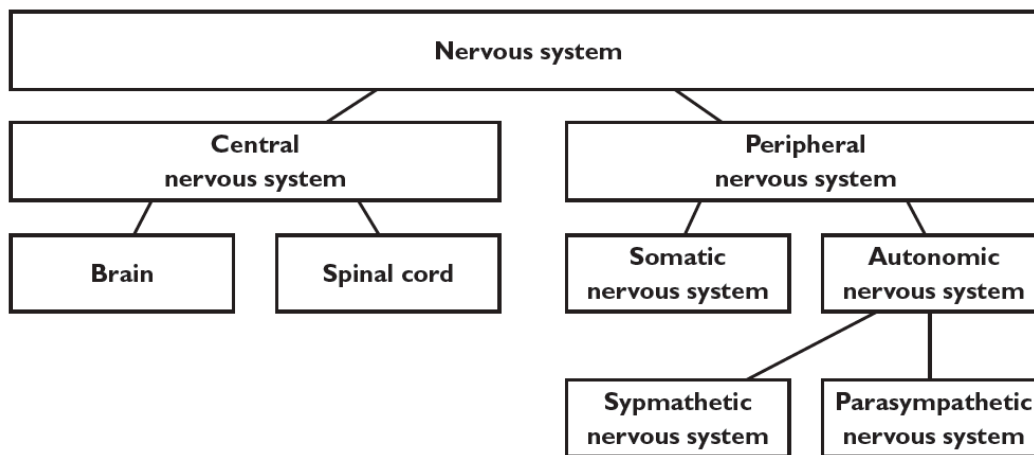 Nervous system
Central
nervous system
Peripheral
nervous system
Brain
Spinal cord
Somatic
nervous system
Autonomic
nervous system
Sypmathetic
nervous system
Parasympathetic
nervous system